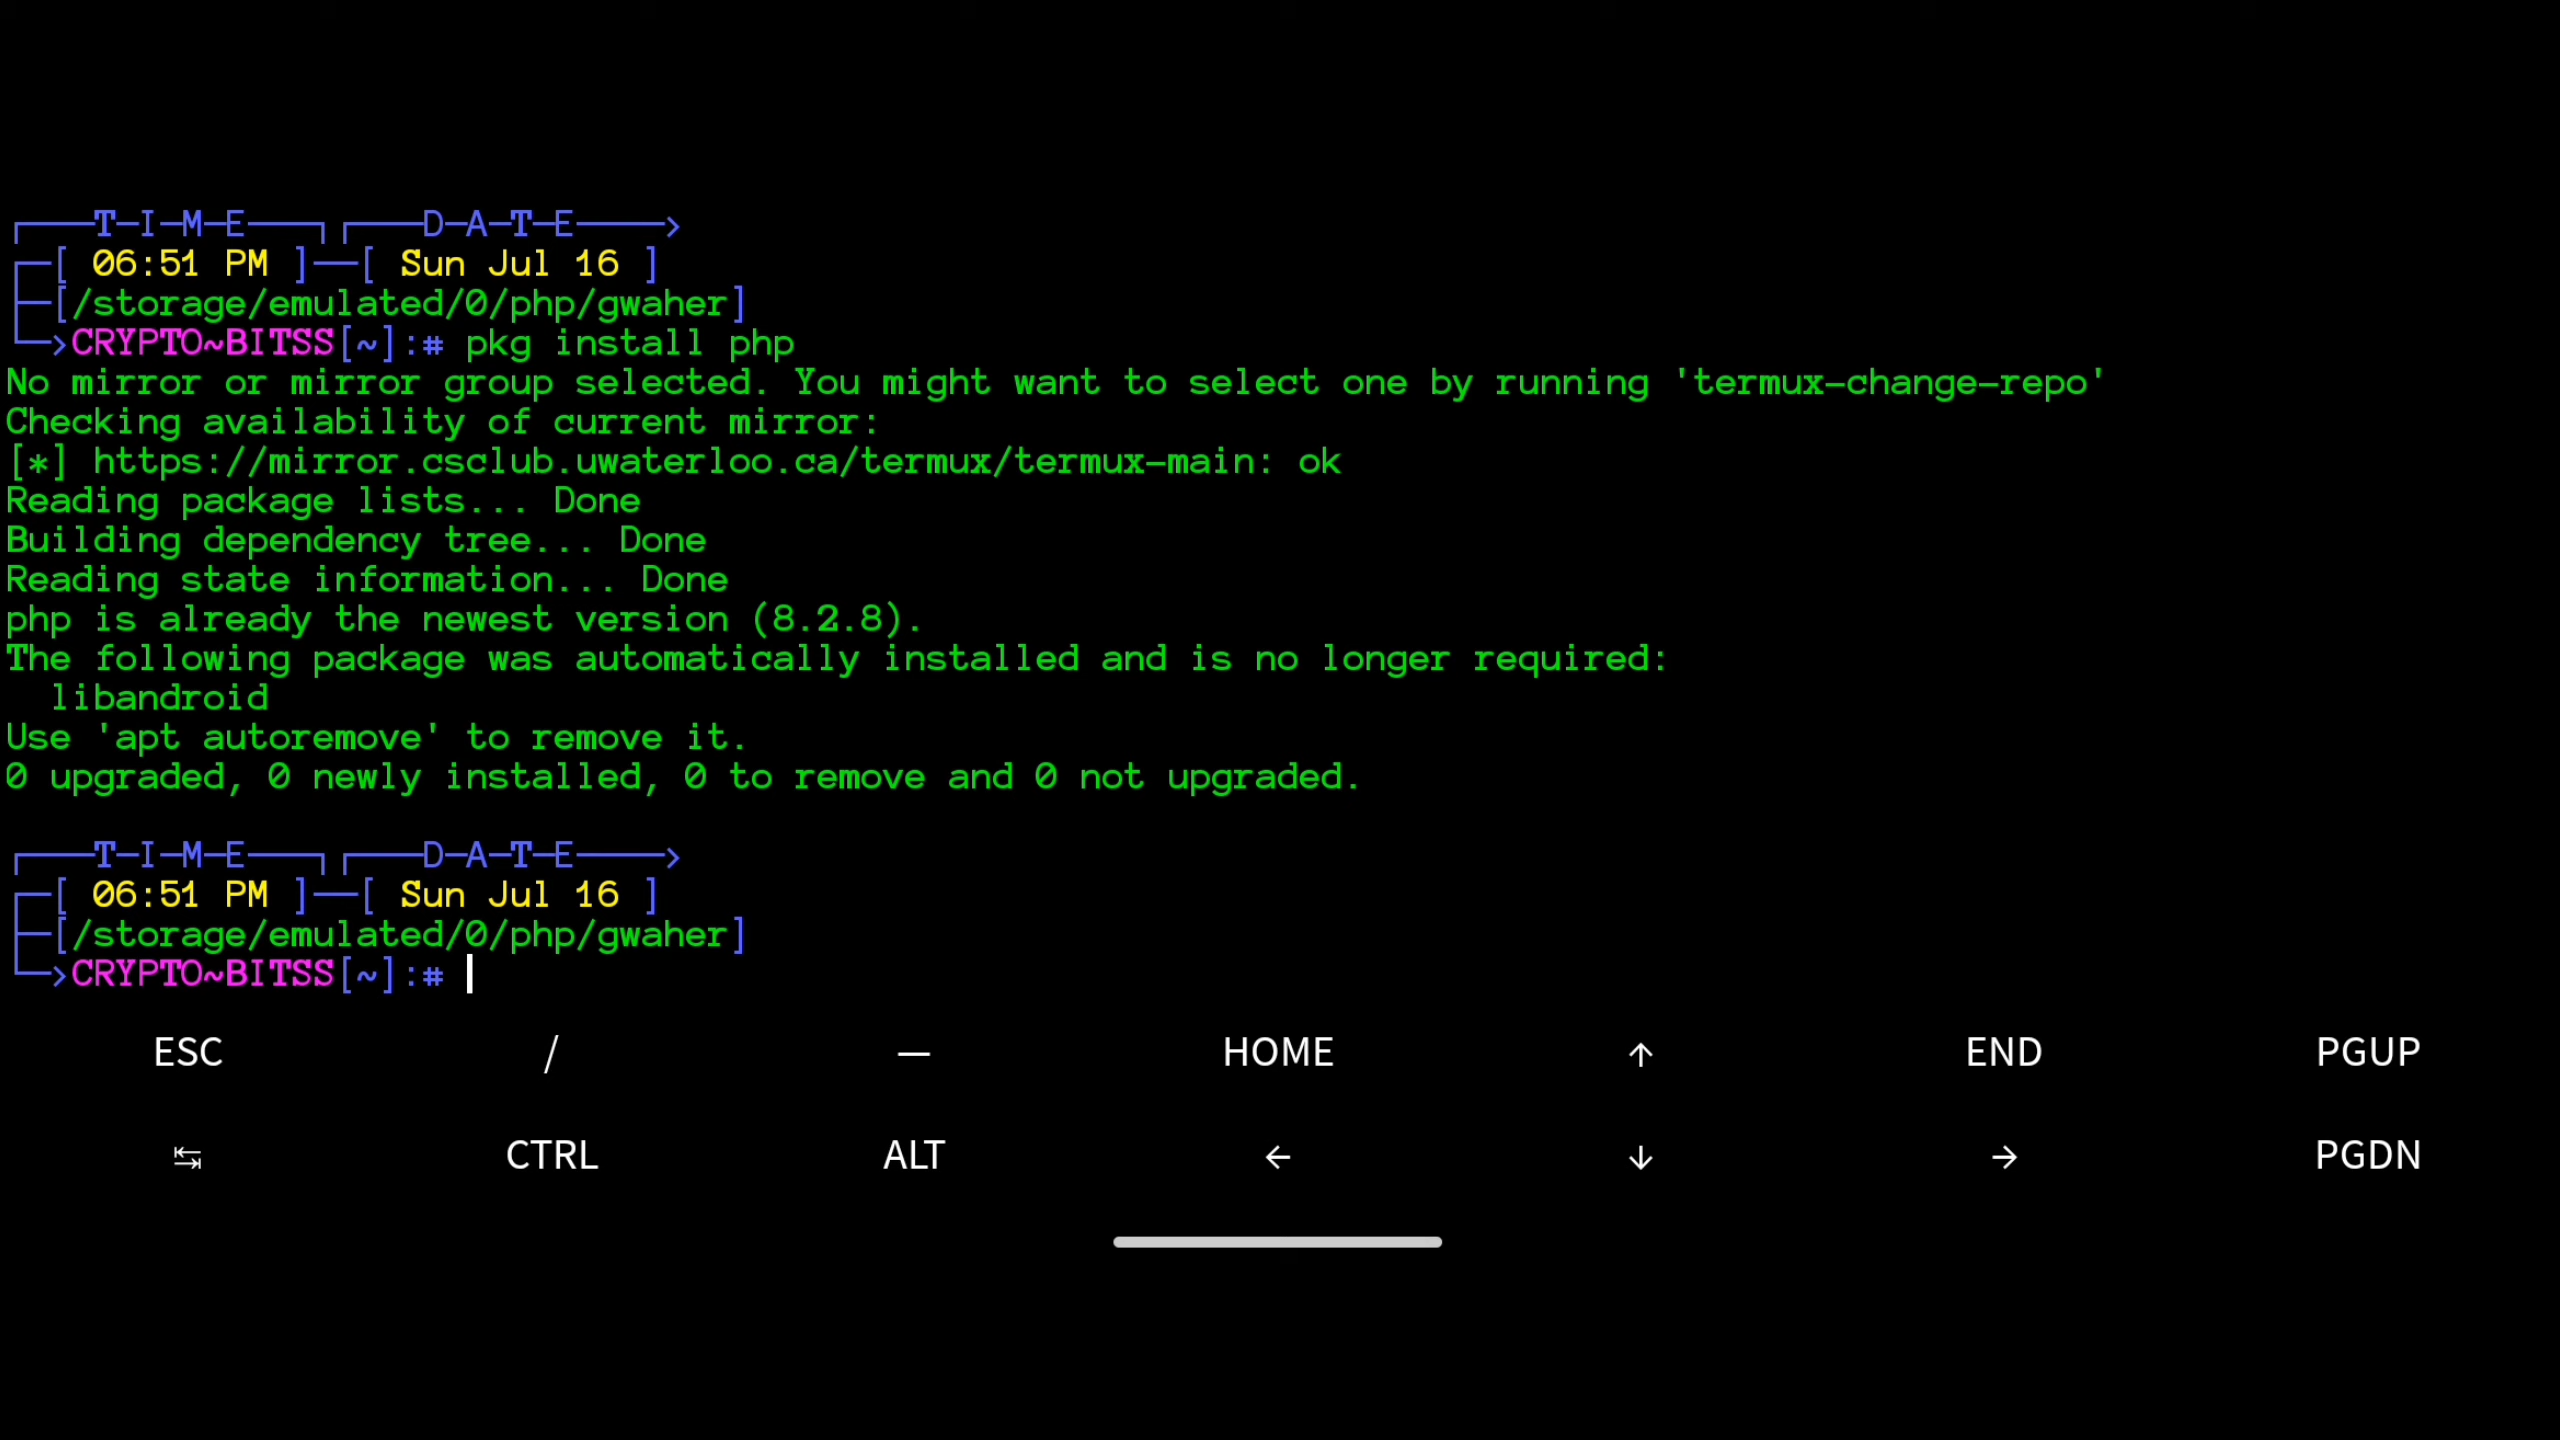 ┌────T─I─M─E────┐┌────D─A─T─E────>
┌─[ 06:51 PM ]──[ Sun Jul 16 ]
├─[/storage/emulated/0/php/gwaher]
└─>CRYPTO~BITSS[~]:# pkg install php
No mirror or mirror group selected. You might want to select one by running 'termux-change-repo'
Checking availability of current mirror:
[*] https://mirror.csclub.uwaterloo.ca/termux/termux-main: ok
Reading package lists... Done
Building dependency tree... Done
Reading state information... Done
php is already the newest version (8.2.8).
The following package was automatically installed and is no longer required:
  libandroid
Use 'apt autoremove' to remove it.
0 upgraded, 0 newly installed, 0 to remove and 0 not upgraded.
┌────T─I─M─E────┐┌────D─A─T─E────>
┌─[ 06:51 PM ]──[ Sun Jul 16 ]
├─[/storage/emulated/0/php/gwaher]
└─>CRYPTO~BITSS[~]:#
ESC / — HOME ↑ END PGUP
↹ CTRL ALT ← ↓ → PGDN